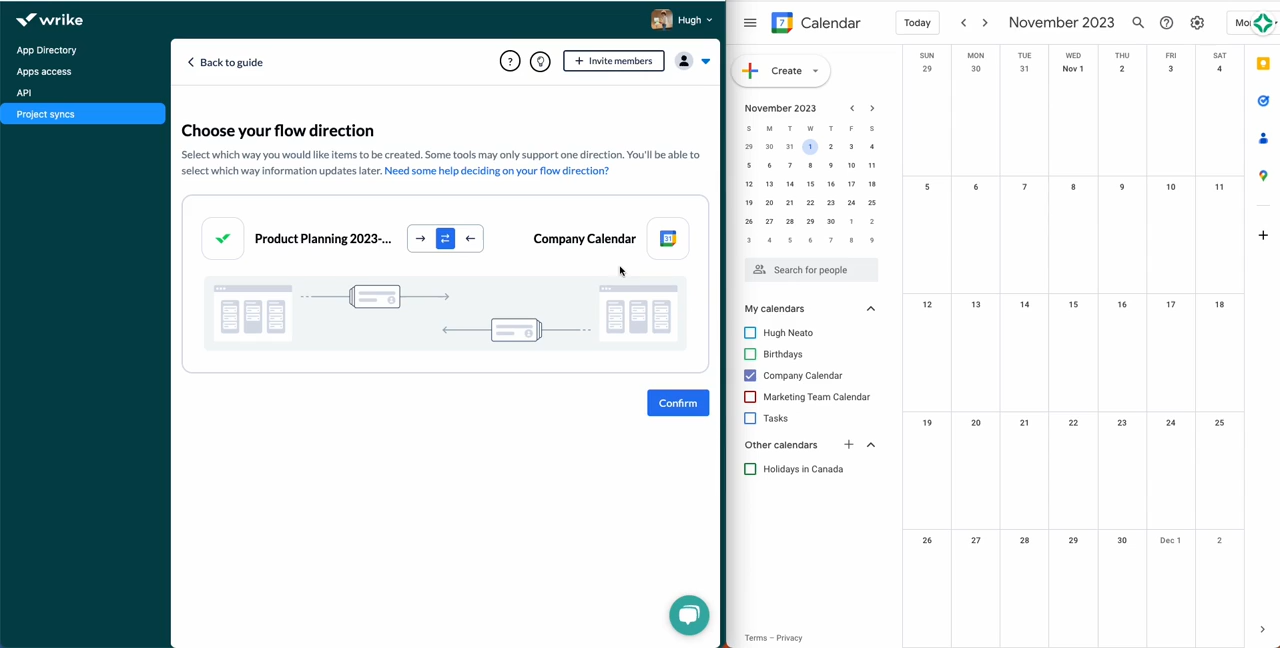 wrike
Hugh
App Directory
Apps access
API
Project syncs
Back to guide
?
+ Invite members
Choose your flow direction
Select which way you would like items to be created. Some tools may only support one direction. You'll be able to
select which way information updates later. Need some help deciding on your flow direction?
Product Planning 2023-...
→ ⇄ ←
Company Calendar
31
Confirm
7
Calendar
Today
November 2023
?
Mo
Create
November 2023
S M T W T F S
29 30 31 1 2 3 4
5 6 7 8 9 10 11
12 13 14 15 16 17 18
19 20 21 22 23 24 25
26 27 28 29 30 1 2
3 4 5 6 7 8 9
Search for people
My calendars
Hugh Neato
Birthdays
Company Calendar
Marketing Team Calendar
Tasks
Other calendars
Holidays in Canada
Terms – Privacy
SUN MON TUE WED THU FRI SAT
29 30 31 Nov 1 2 3 4
5 6 7 8 9 10 11
12 13 14 15 16 17 18
19 20 21 22 23 24 25
26 27 28 29 30 Dec 1 2